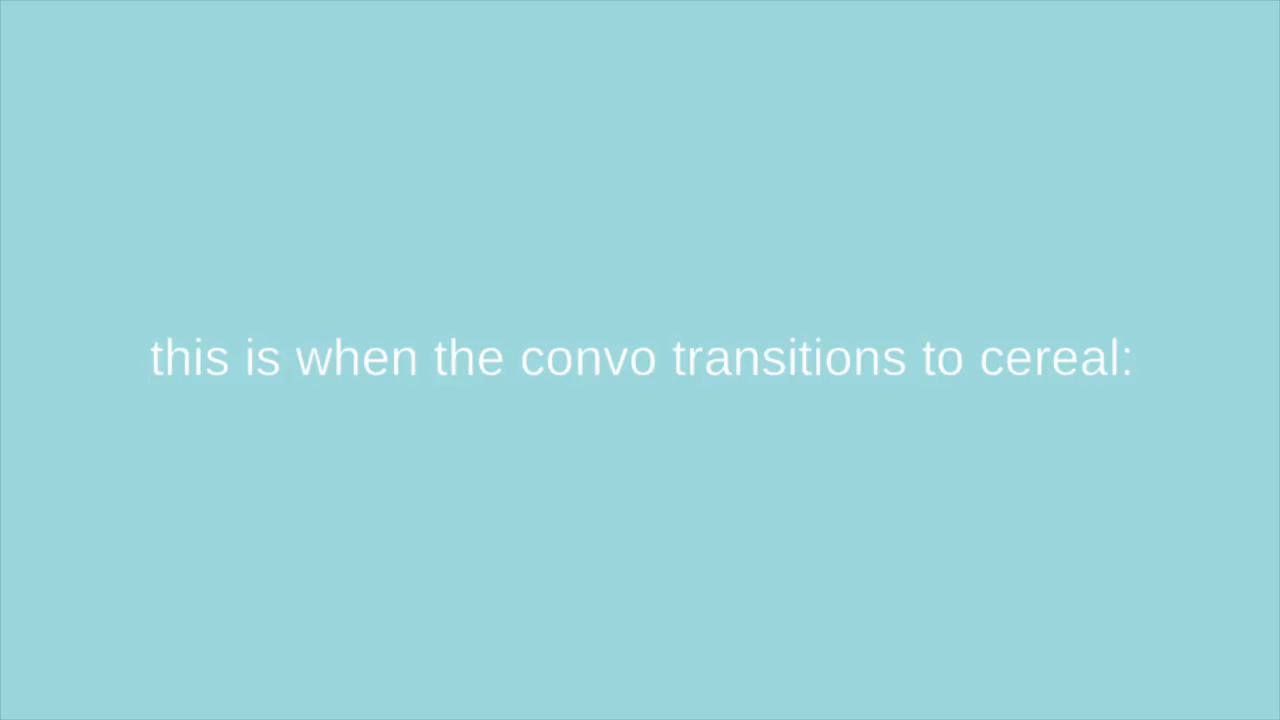 this is when the convo transitions to cereal: